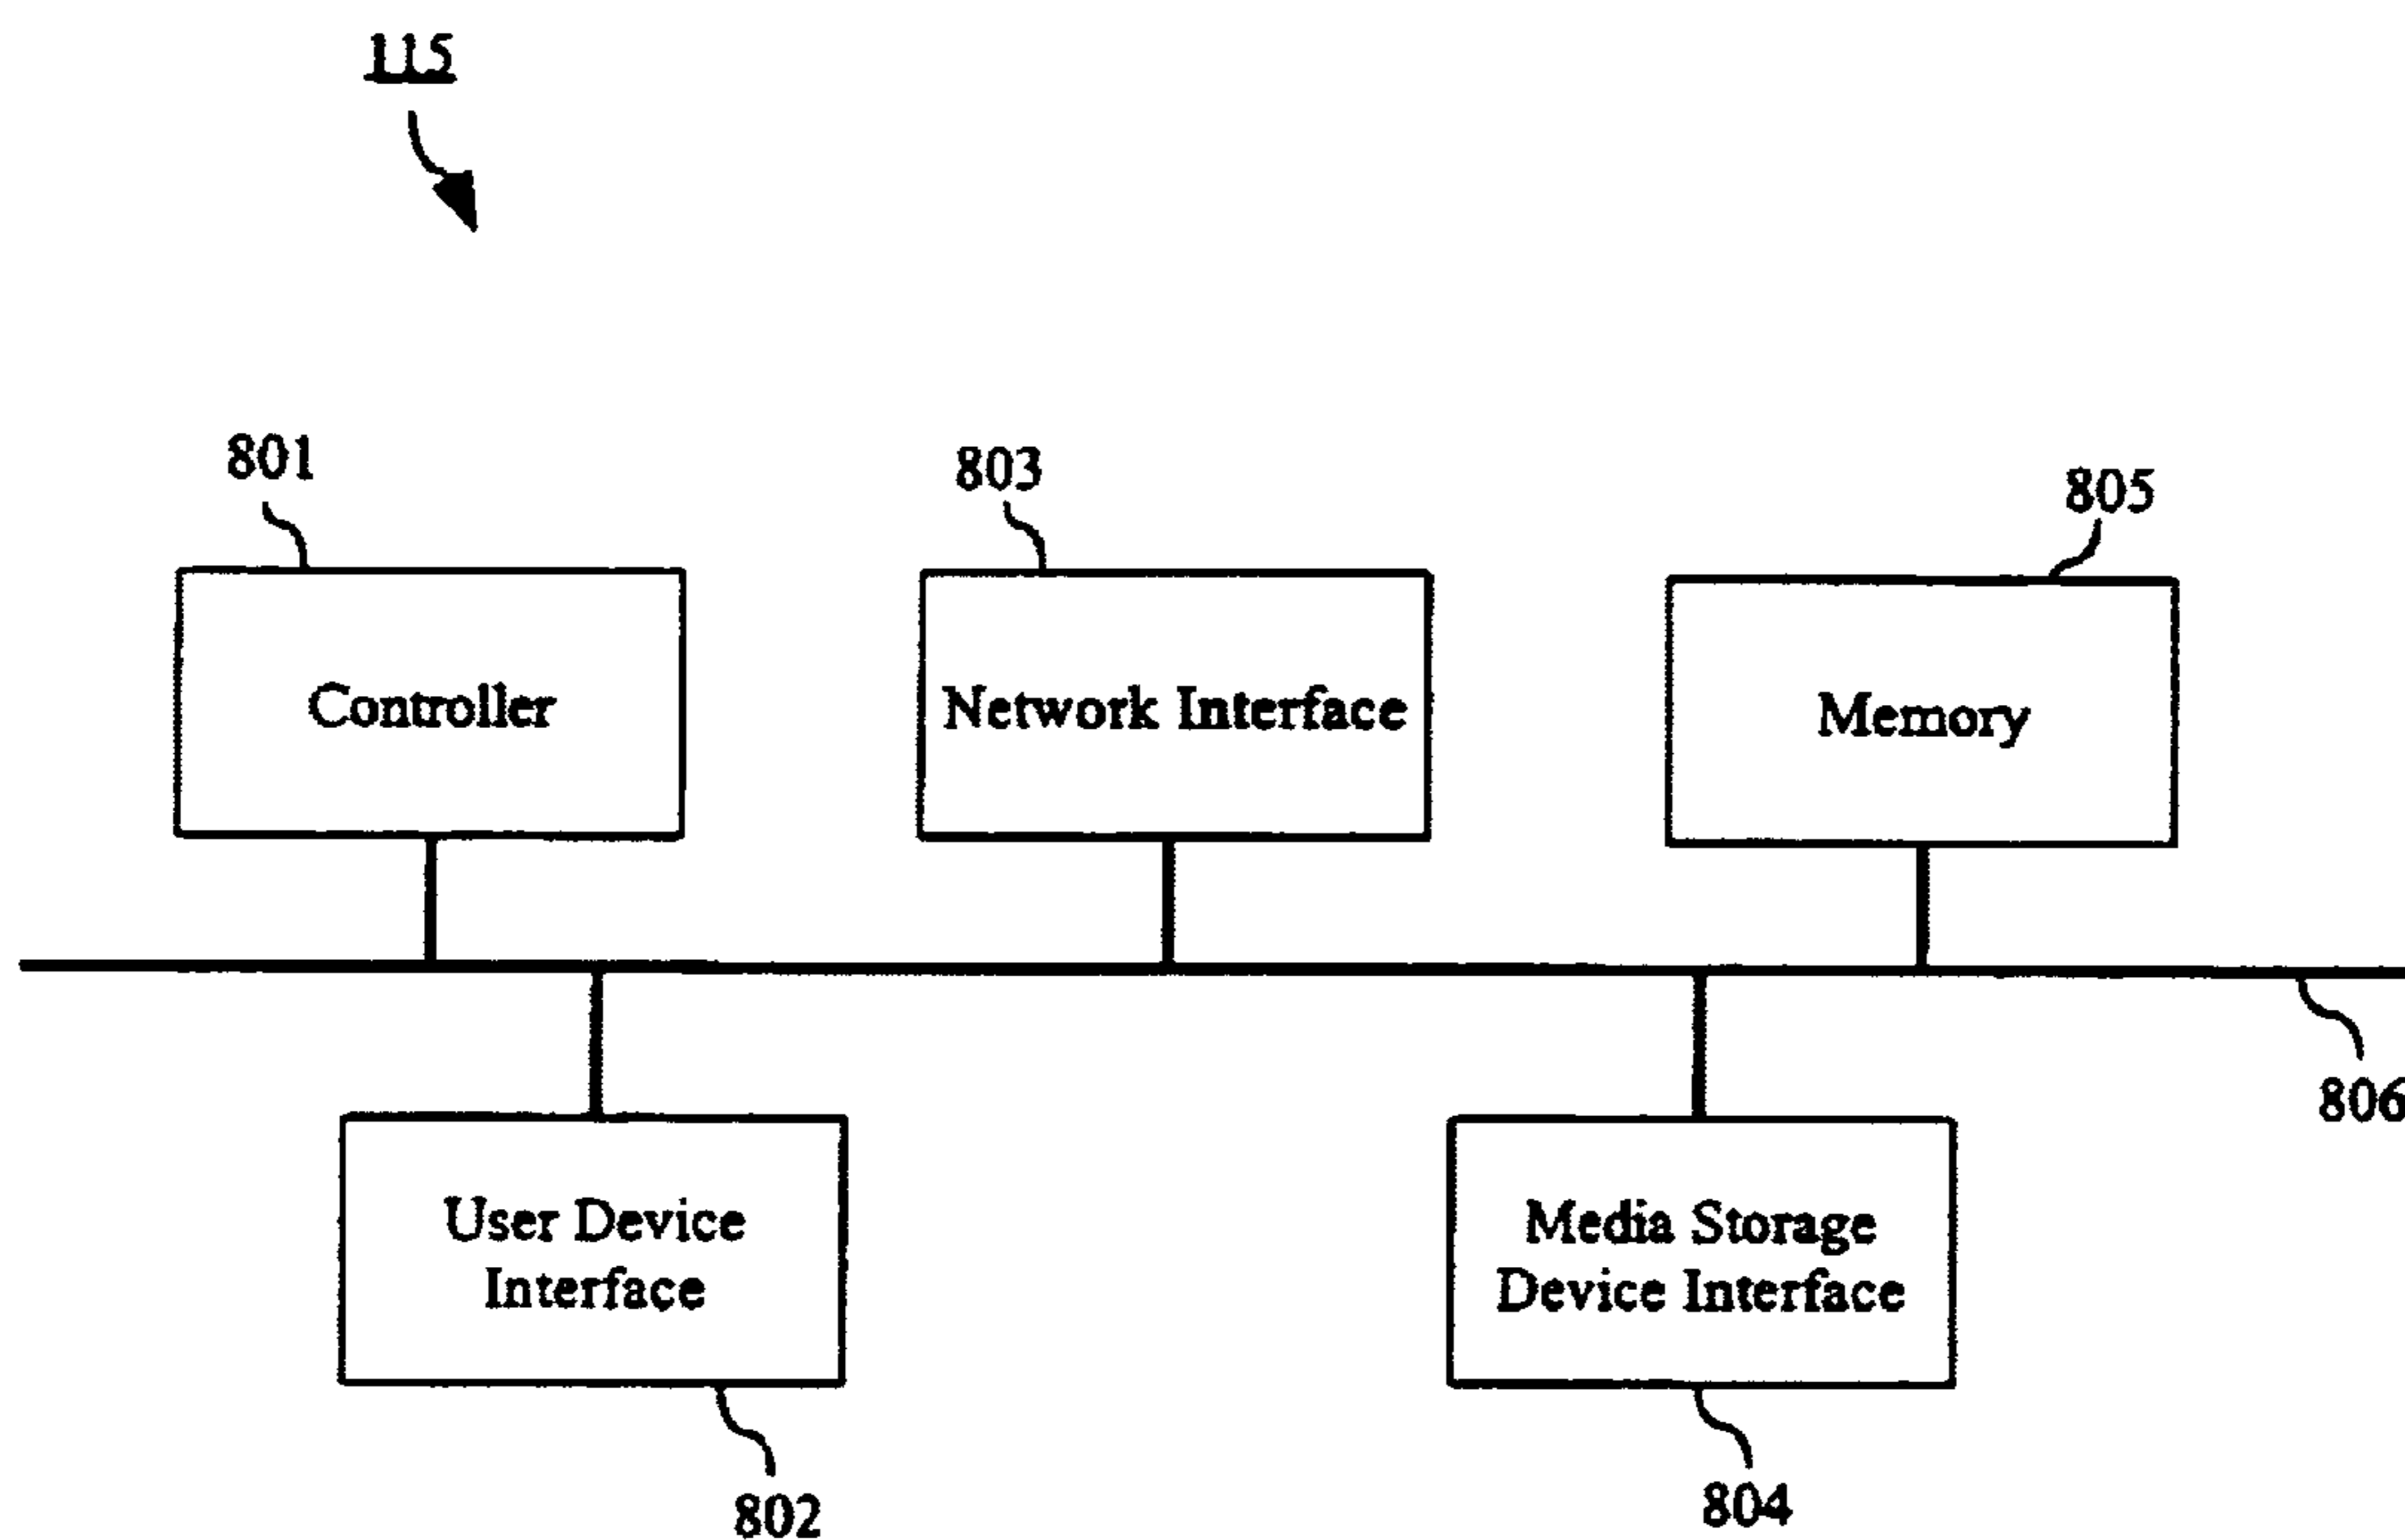 115
801
803
805
Controller
Network Interface
Memory
806
User Device
Interface
Media Storage
Device Interface
802
804